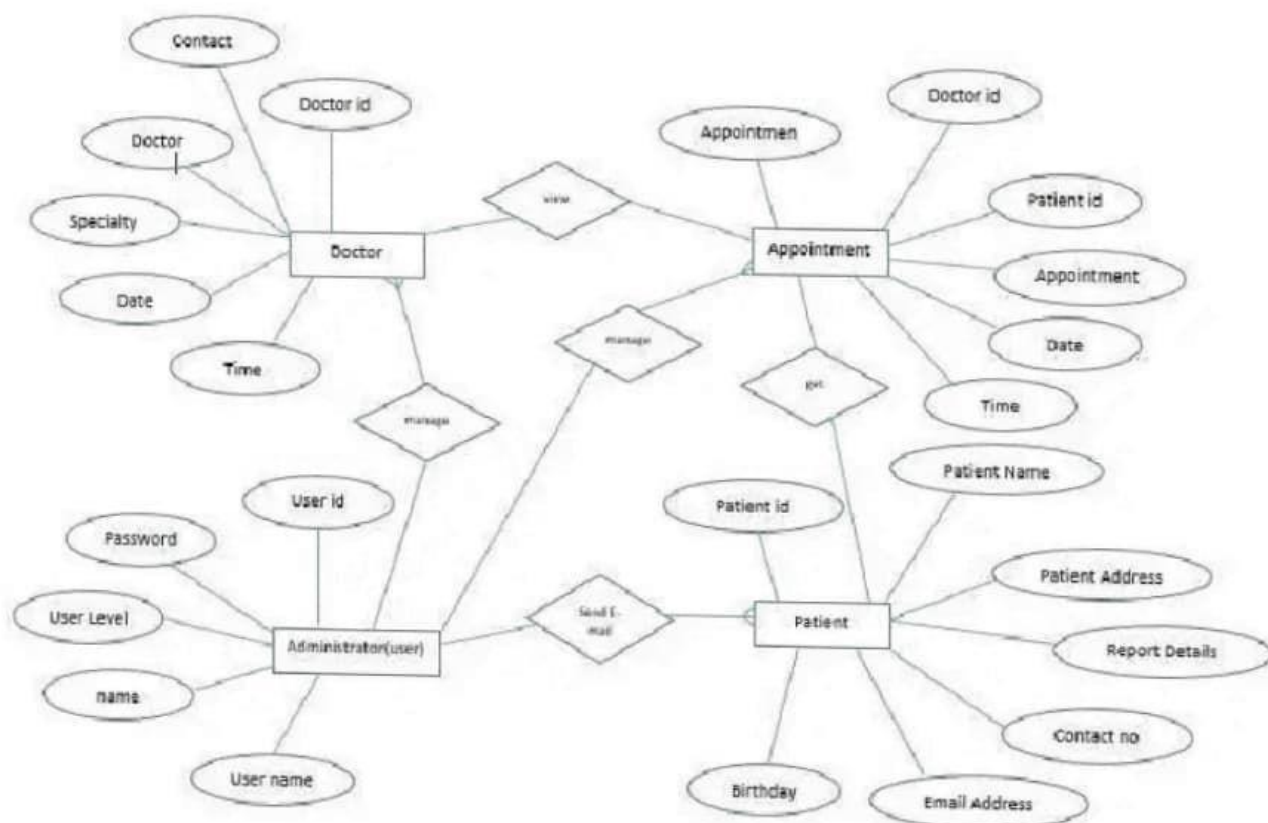 Contact
Doctor id
Doctor id
Appointmen
Doctor
Patient id
Specialty
view
Doctor
Appointment
Appointment
Date
Date
manage
Time
get
Time
manage
Patient Name
User id
Patient id
Password
Patient Address
User Level
Send E-
mail
Administrator(user)
Patient
Report Details
name
Contact no
User name
Birthday
Email Address